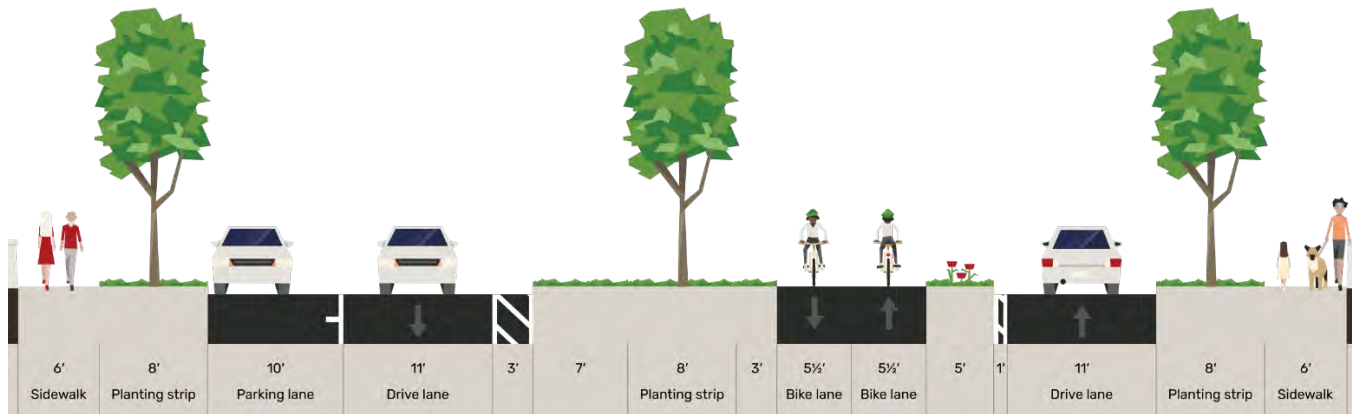 6′ 8′ 10′ 11′ 3′ 7′ 8′ 3′ 5½′ 5½′ 5′ 1′ 11′ 8′ 6′
Sidewalk Planting strip Parking lane Drive lane Planting strip Bike lane Bike lane Drive lane Planting strip Sidewalk